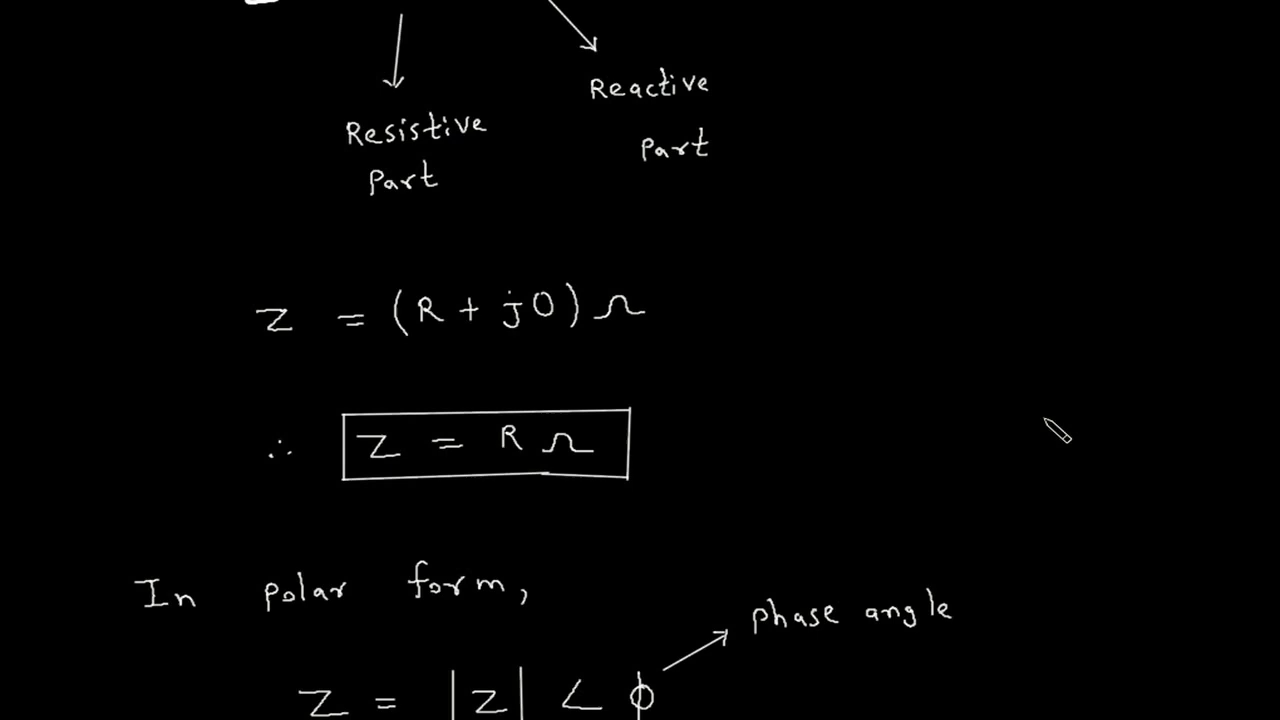 Reactive
Resistive
Part
Part
Z = (R + j0) Ω
∴ Z = R Ω
In polar form,
phase angle
Z = |Z| ∠ φ